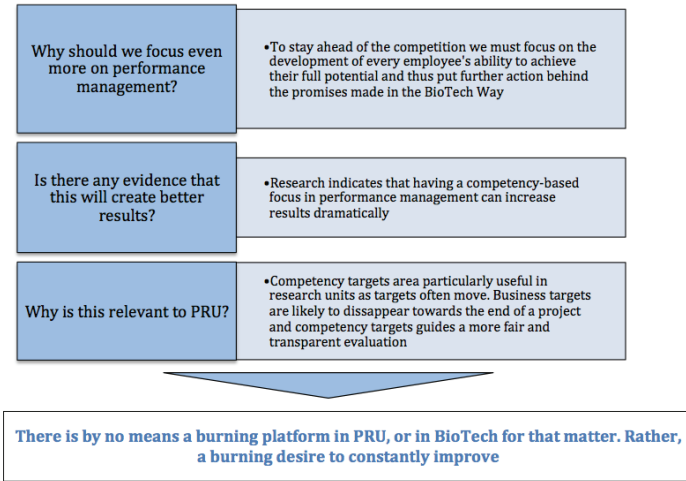 Why should we focus even
more on performance
management?
•To stay ahead of the competition we must focus on the
development of every employee's ability to achieve
their full potential and thus put further action behind
the promises made in the BioTech Way
Is there any evidence that
this will create better
results?
•Research indicates that having a competency-based
focus in performance management can increase
results dramatically
Why is this relevant to PRU?
•Competency targets area particularly useful in
research units as targets often move. Business targets
are likely to dissappear towards the end of a project
and competency targets guides a more fair and
transparent evaluation
There is by no means a burning platform in PRU, or in BioTech for that matter. Rather,
a burning desire to constantly improve